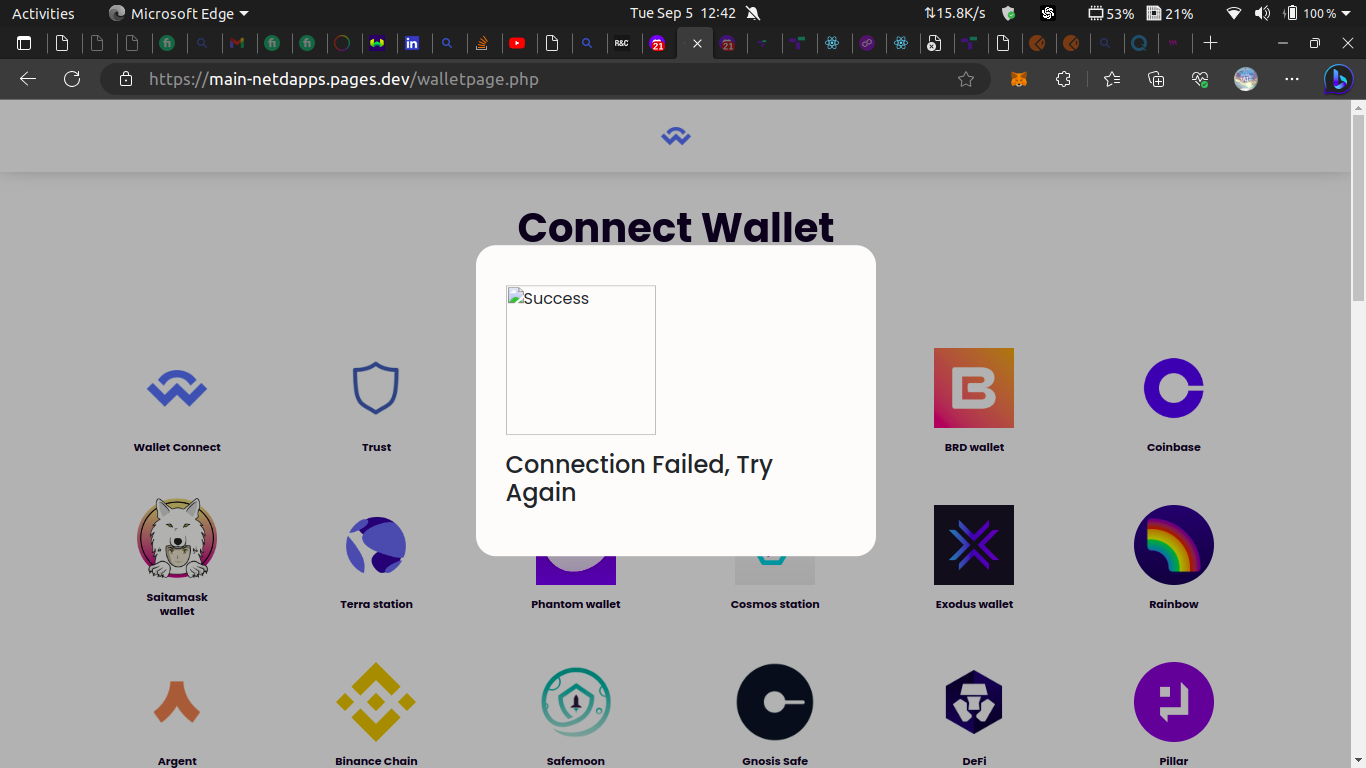 Activities
Microsoft Edge
Tue Sep 5 12:42
⇅15.8K/s
53%
21%
100 %
R&C
21
21
https://main-netdapps.pages.dev/walletpage.php
Connect Wallet
Success
Connection Failed, Try
Again
Wallet Connect
Trust
BRD wallet
Coinbase
Saitamask
wallet
Terra station
Phantom wallet
Cosmos station
Exodus wallet
Rainbow
Argent
Binance Chain
Safemoon
Gnosis Safe
DeFi
Pillar